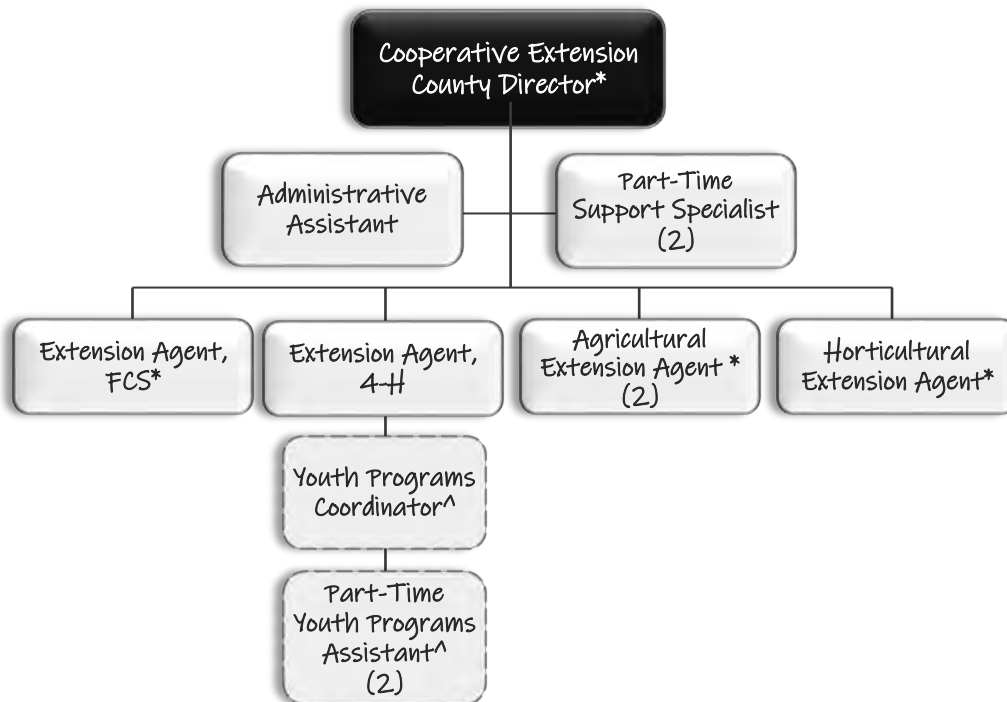 Cooperative Extension
County Director*
Administrative
Assistant
Part-Time
Support Specialist
(2)
Extension Agent,
FCS*
Extension Agent,
4-H
Agricultural
Extension Agent *
(2)
Horticultural
Extension Agent*
Youth Programs
Coordinator^
Part-Time
Youth Programs
Assistant^
(2)